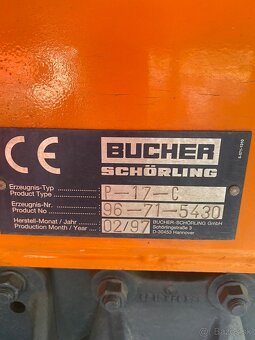 CE
BUCHER
SCHÖRLING
Erzeugnis-Typ
Product Type
P-17-C
Erzeugnis-Nr.
Product No
96-71-5430
Herstell-Monat / Jahr
Production Month / Year
02/97
BUCHER-SCHÖRLING GmbH
Schörlingstraße 3
D-30453 Hannover